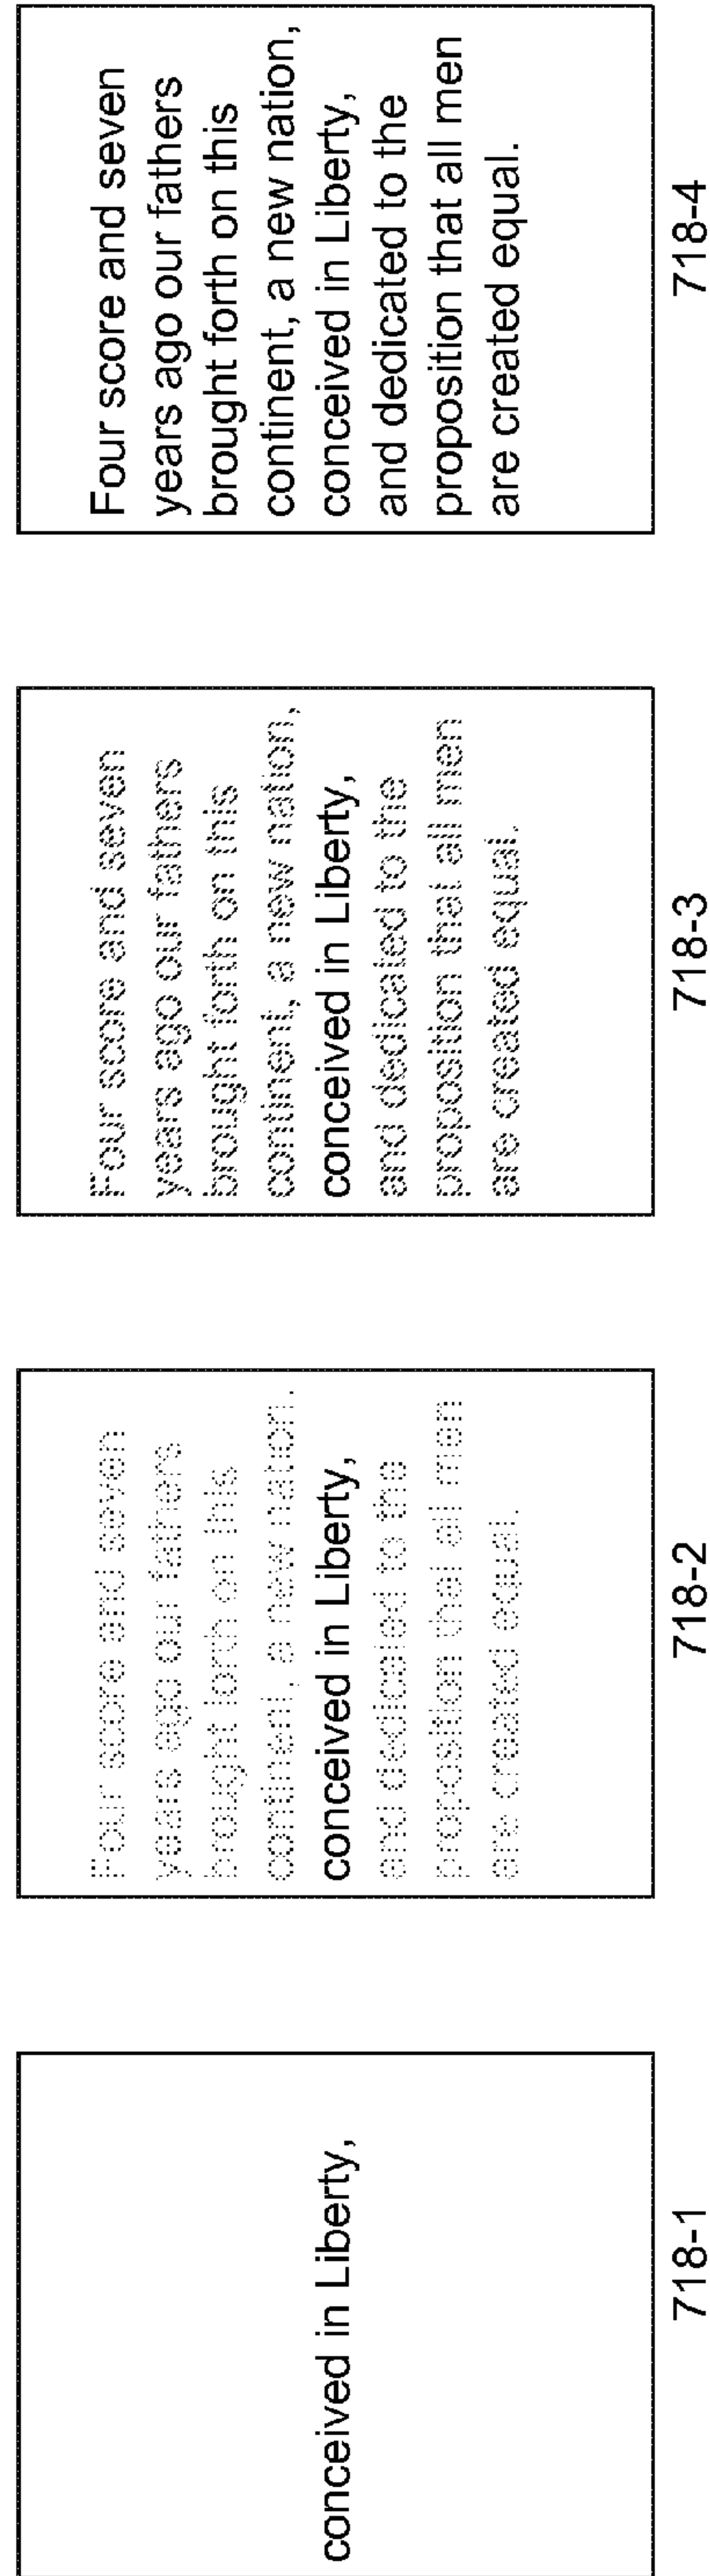 conceived in Liberty,
718-1
Four score and seven
years ago our fathers
brought forth on this
continent, a new nation,
conceived in Liberty,
and dedicated to the
proposition that all men
are created equal.
718-2
Four score and seven
years ago our fathers
brought forth on this
continent, a new nation,
conceived in Liberty,
and dedicated to the
proposition that all men
are created equal.
718-3
Four score and seven
years ago our fathers
brought forth on this
continent, a new nation,
conceived in Liberty,
and dedicated to the
proposition that all men
are created equal.
718-4